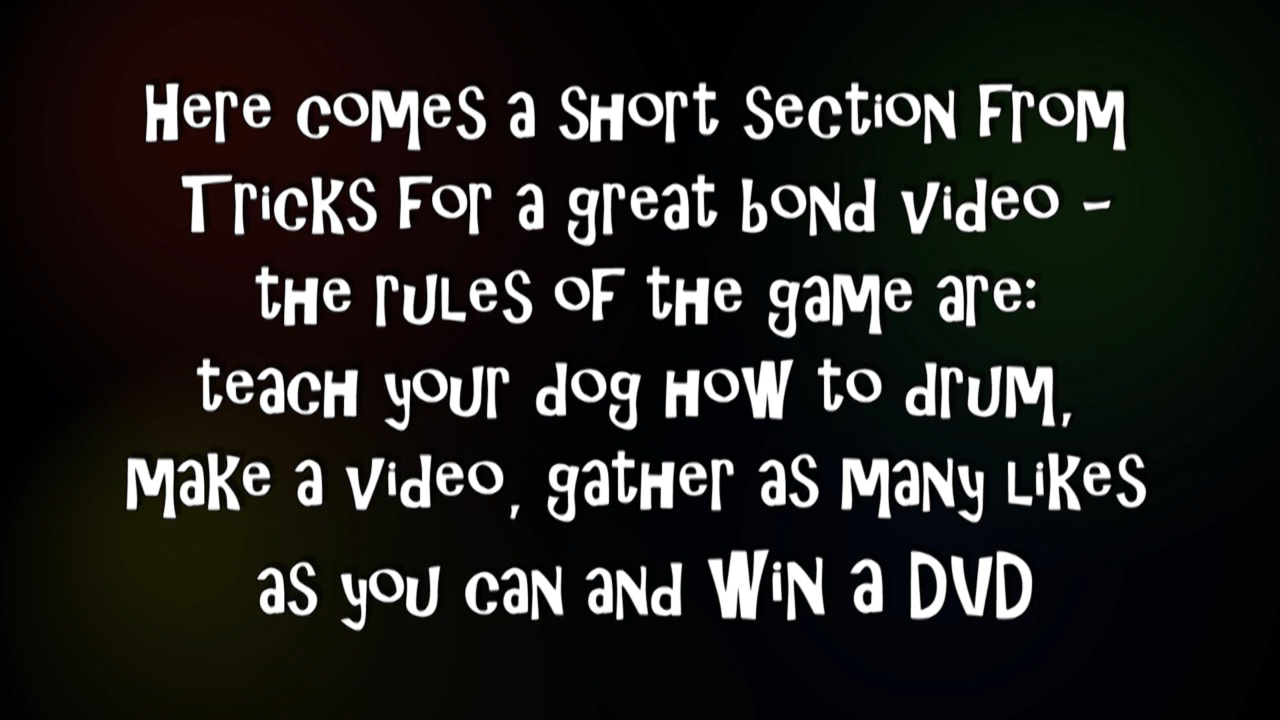 Here comes a short section from
Tricks for a great bond video -
the rules of the game are:
teach your dog how to drum,
make a video, gather as many likes
as you can and WiN a DVD